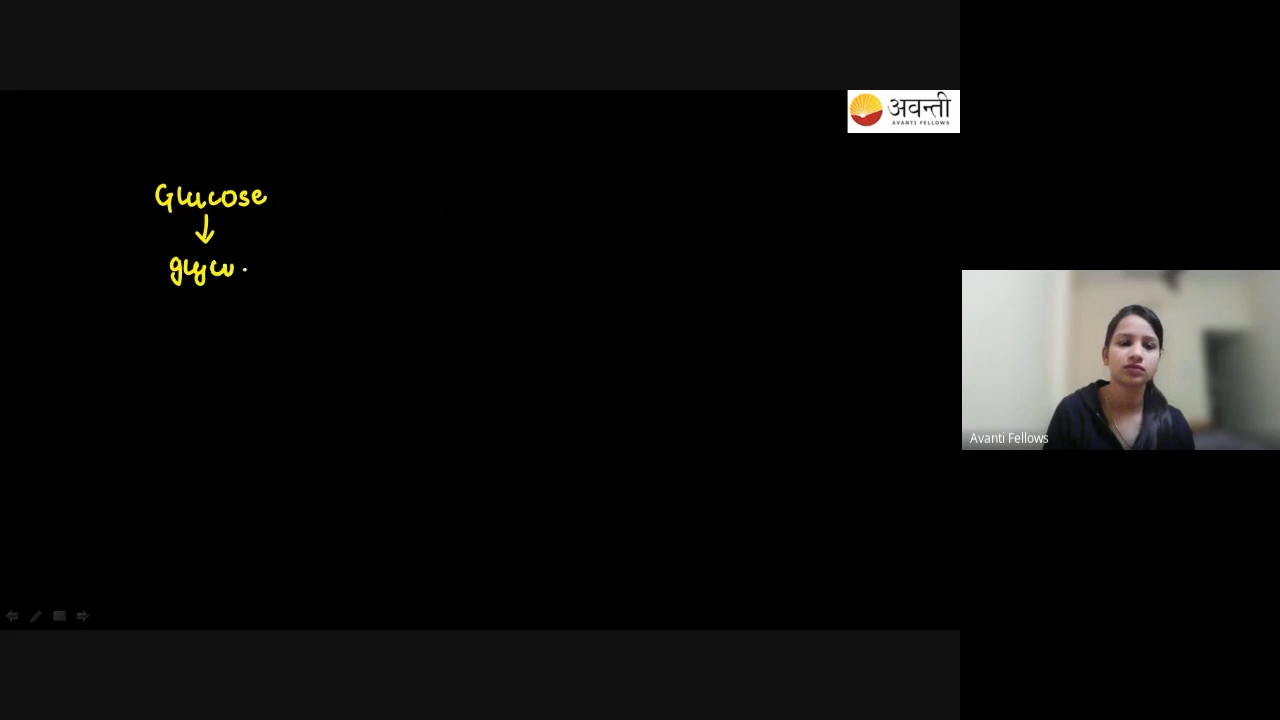 अवन्ती
AVANTI FELLOWS
Glucose
↓
glyco
Avanti Fellows